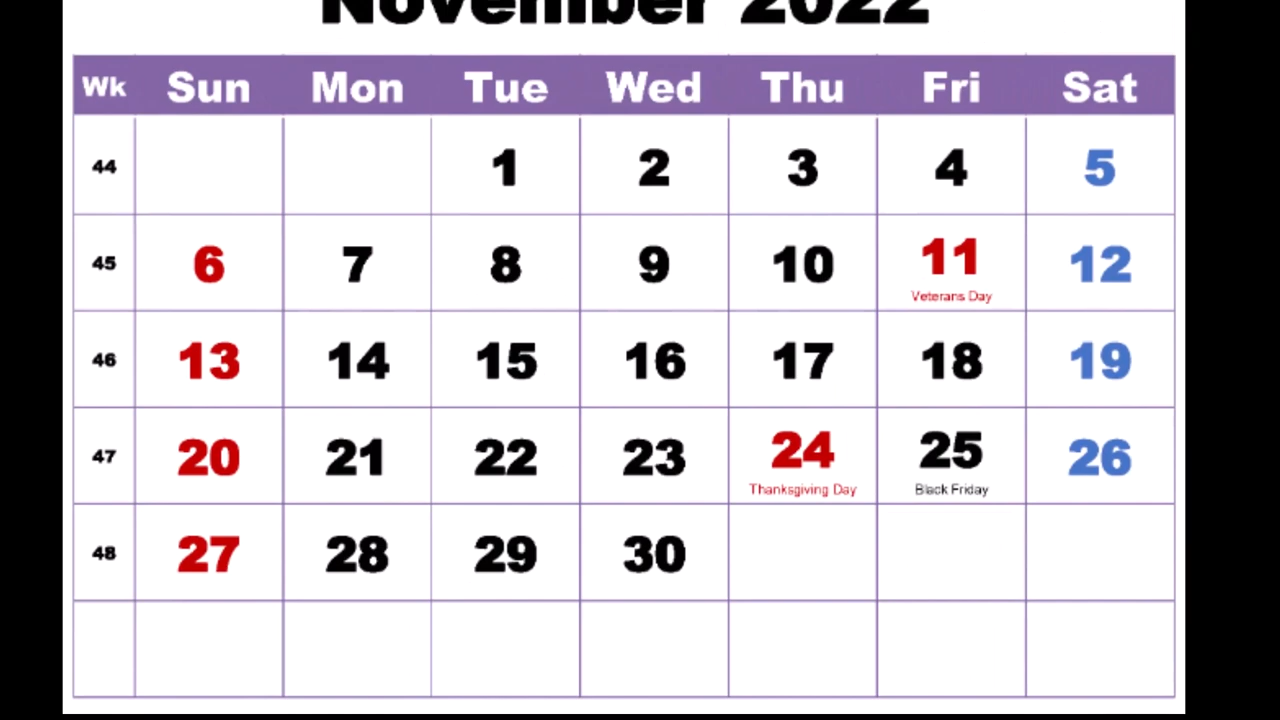 November 2022
Wk Sun Mon Tue Wed Thu Fri Sat
44 1 2 3 4 5
45 6 7 8 9 10 11 12
Veterans Day
46 13 14 15 16 17 18 19
47 20 21 22 23 24 25 26
Thanksgiving Day Black Friday
48 27 28 29 30